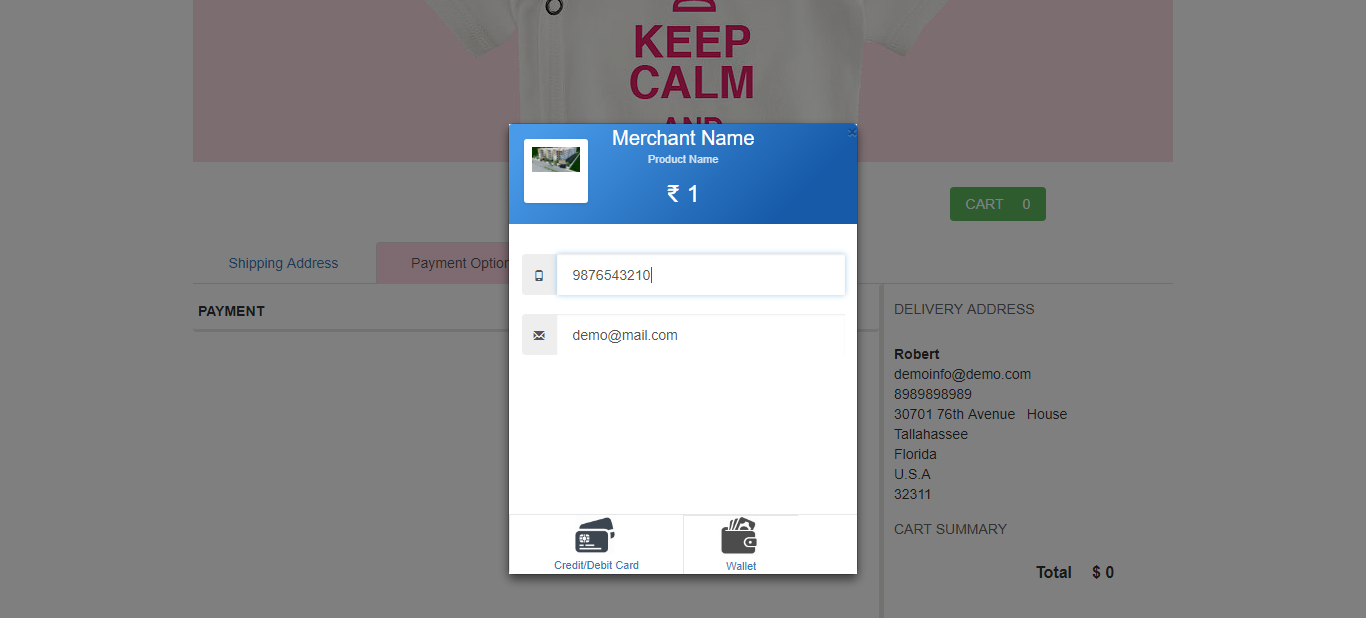 KEEP
CALM
AND
Merchant Name
Product Name
₹ 1
×
CART 0
Shipping Address
Payment Option
9876543210
demo@mail.com
PAYMENT
DELIVERY ADDRESS
Robert
demoinfo@demo.com
8989898989
30701 76th Avenue House
Tallahassee
Florida
U.S.A
32311
CART SUMMARY
Total $ 0
Credit/Debit Card
Wallet